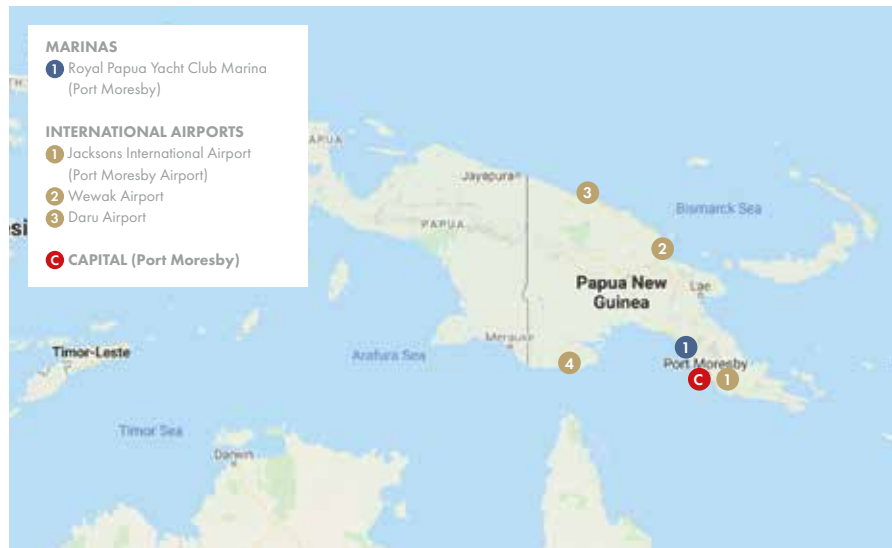 MARINAS
1 Royal Papua Yacht Club Marina
(Port Moresby)
INTERNATIONAL AIRPORTS
1 Jacksons International Airport
(Port Moresby Airport)
2 Wewak Airport
3 Daru Airport
C CAPITAL (Port Moresby)
APUA
Jayapura
3
Bismarck Sea
PAPUA
2
si
Papua New
Guinea
Lae
Merauke
1
Timor-Leste
Arafura Sea
4
Port Moresby
C 1
Timor Sea
Darwin